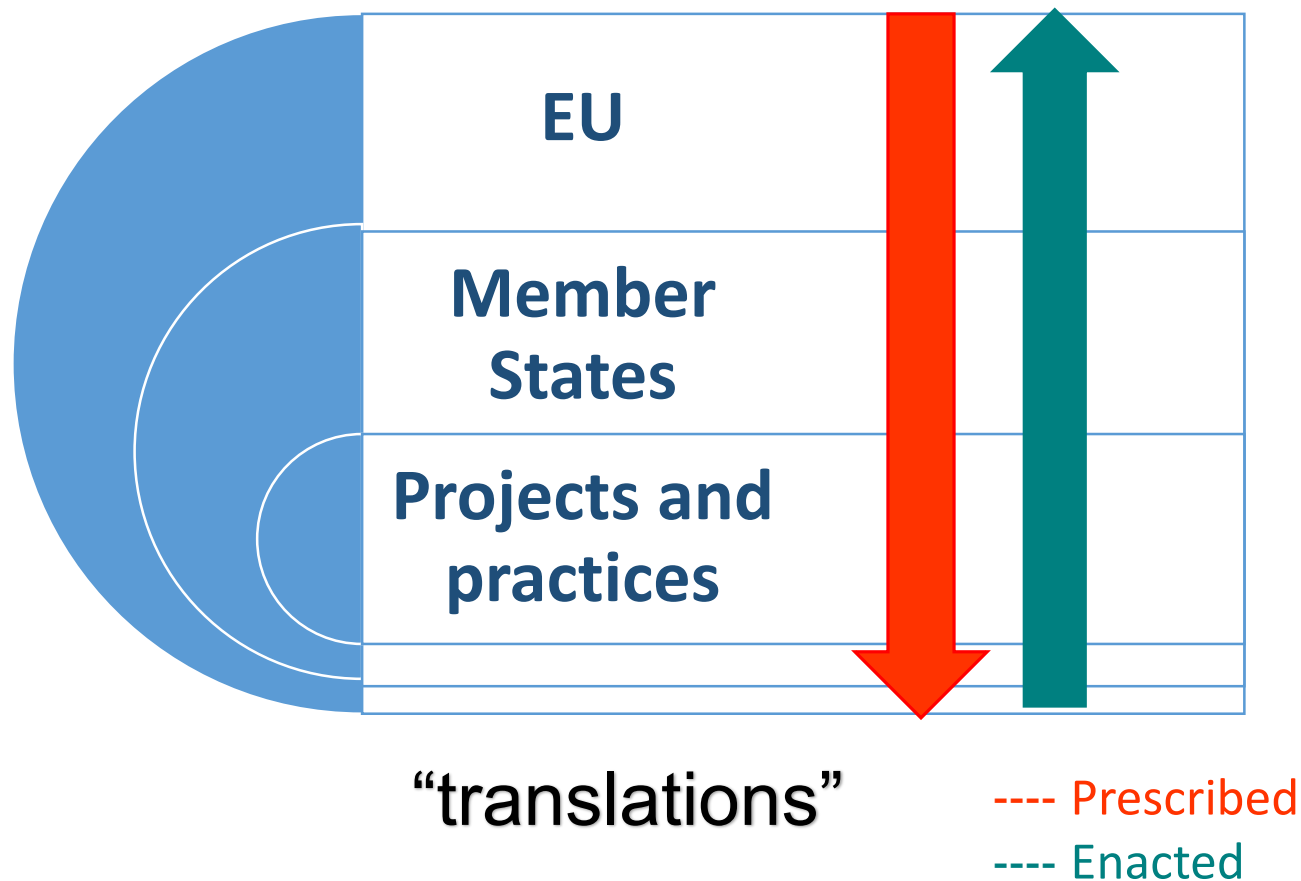 EU
Member
States
Projects and
practices
“translations”
---- Prescribed
---- Enacted